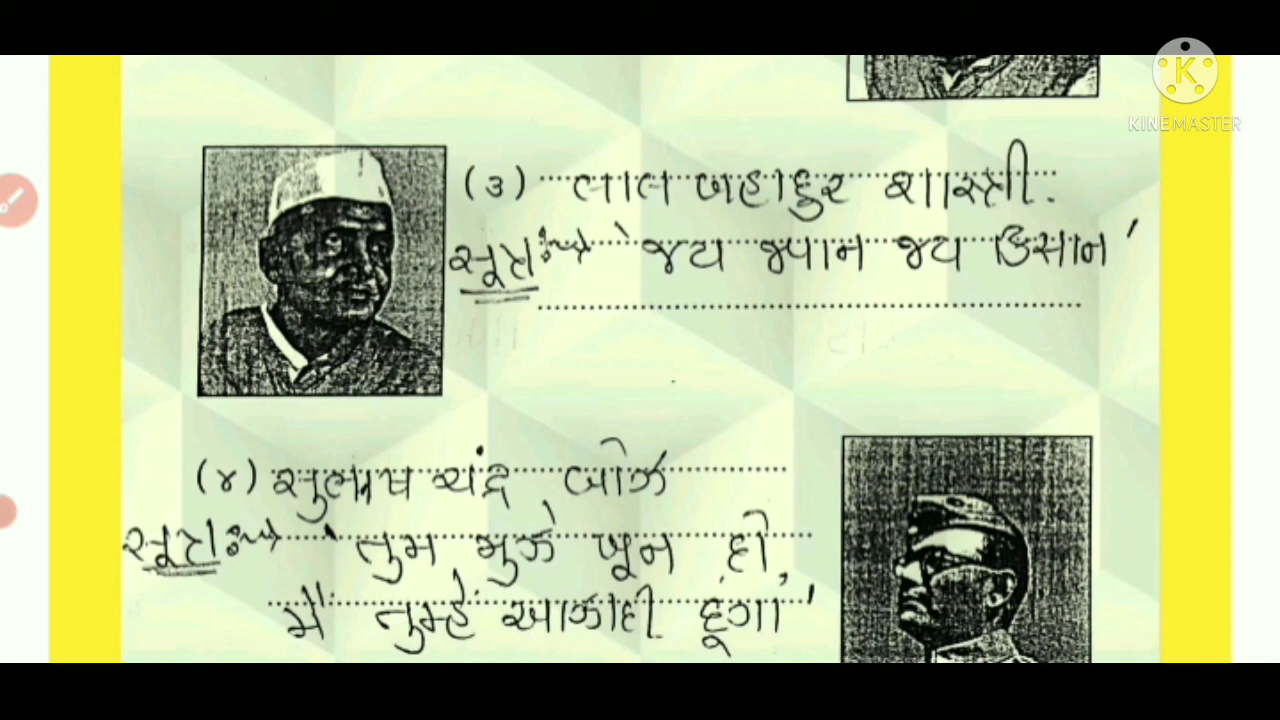 KINEMASTER
(૩) લાલ બહાદુર શાસ્ત્રી.
સૂત્રઃ→ 'જય જવાન જય કિસાન'
(૪) સુભાષ ચંદ્ર બોઝ
સૂત્રઃ→ 'તુમ મુઝે ખૂન દો,
મૈં તુમ્હેં આઝાદી દૂંગા'